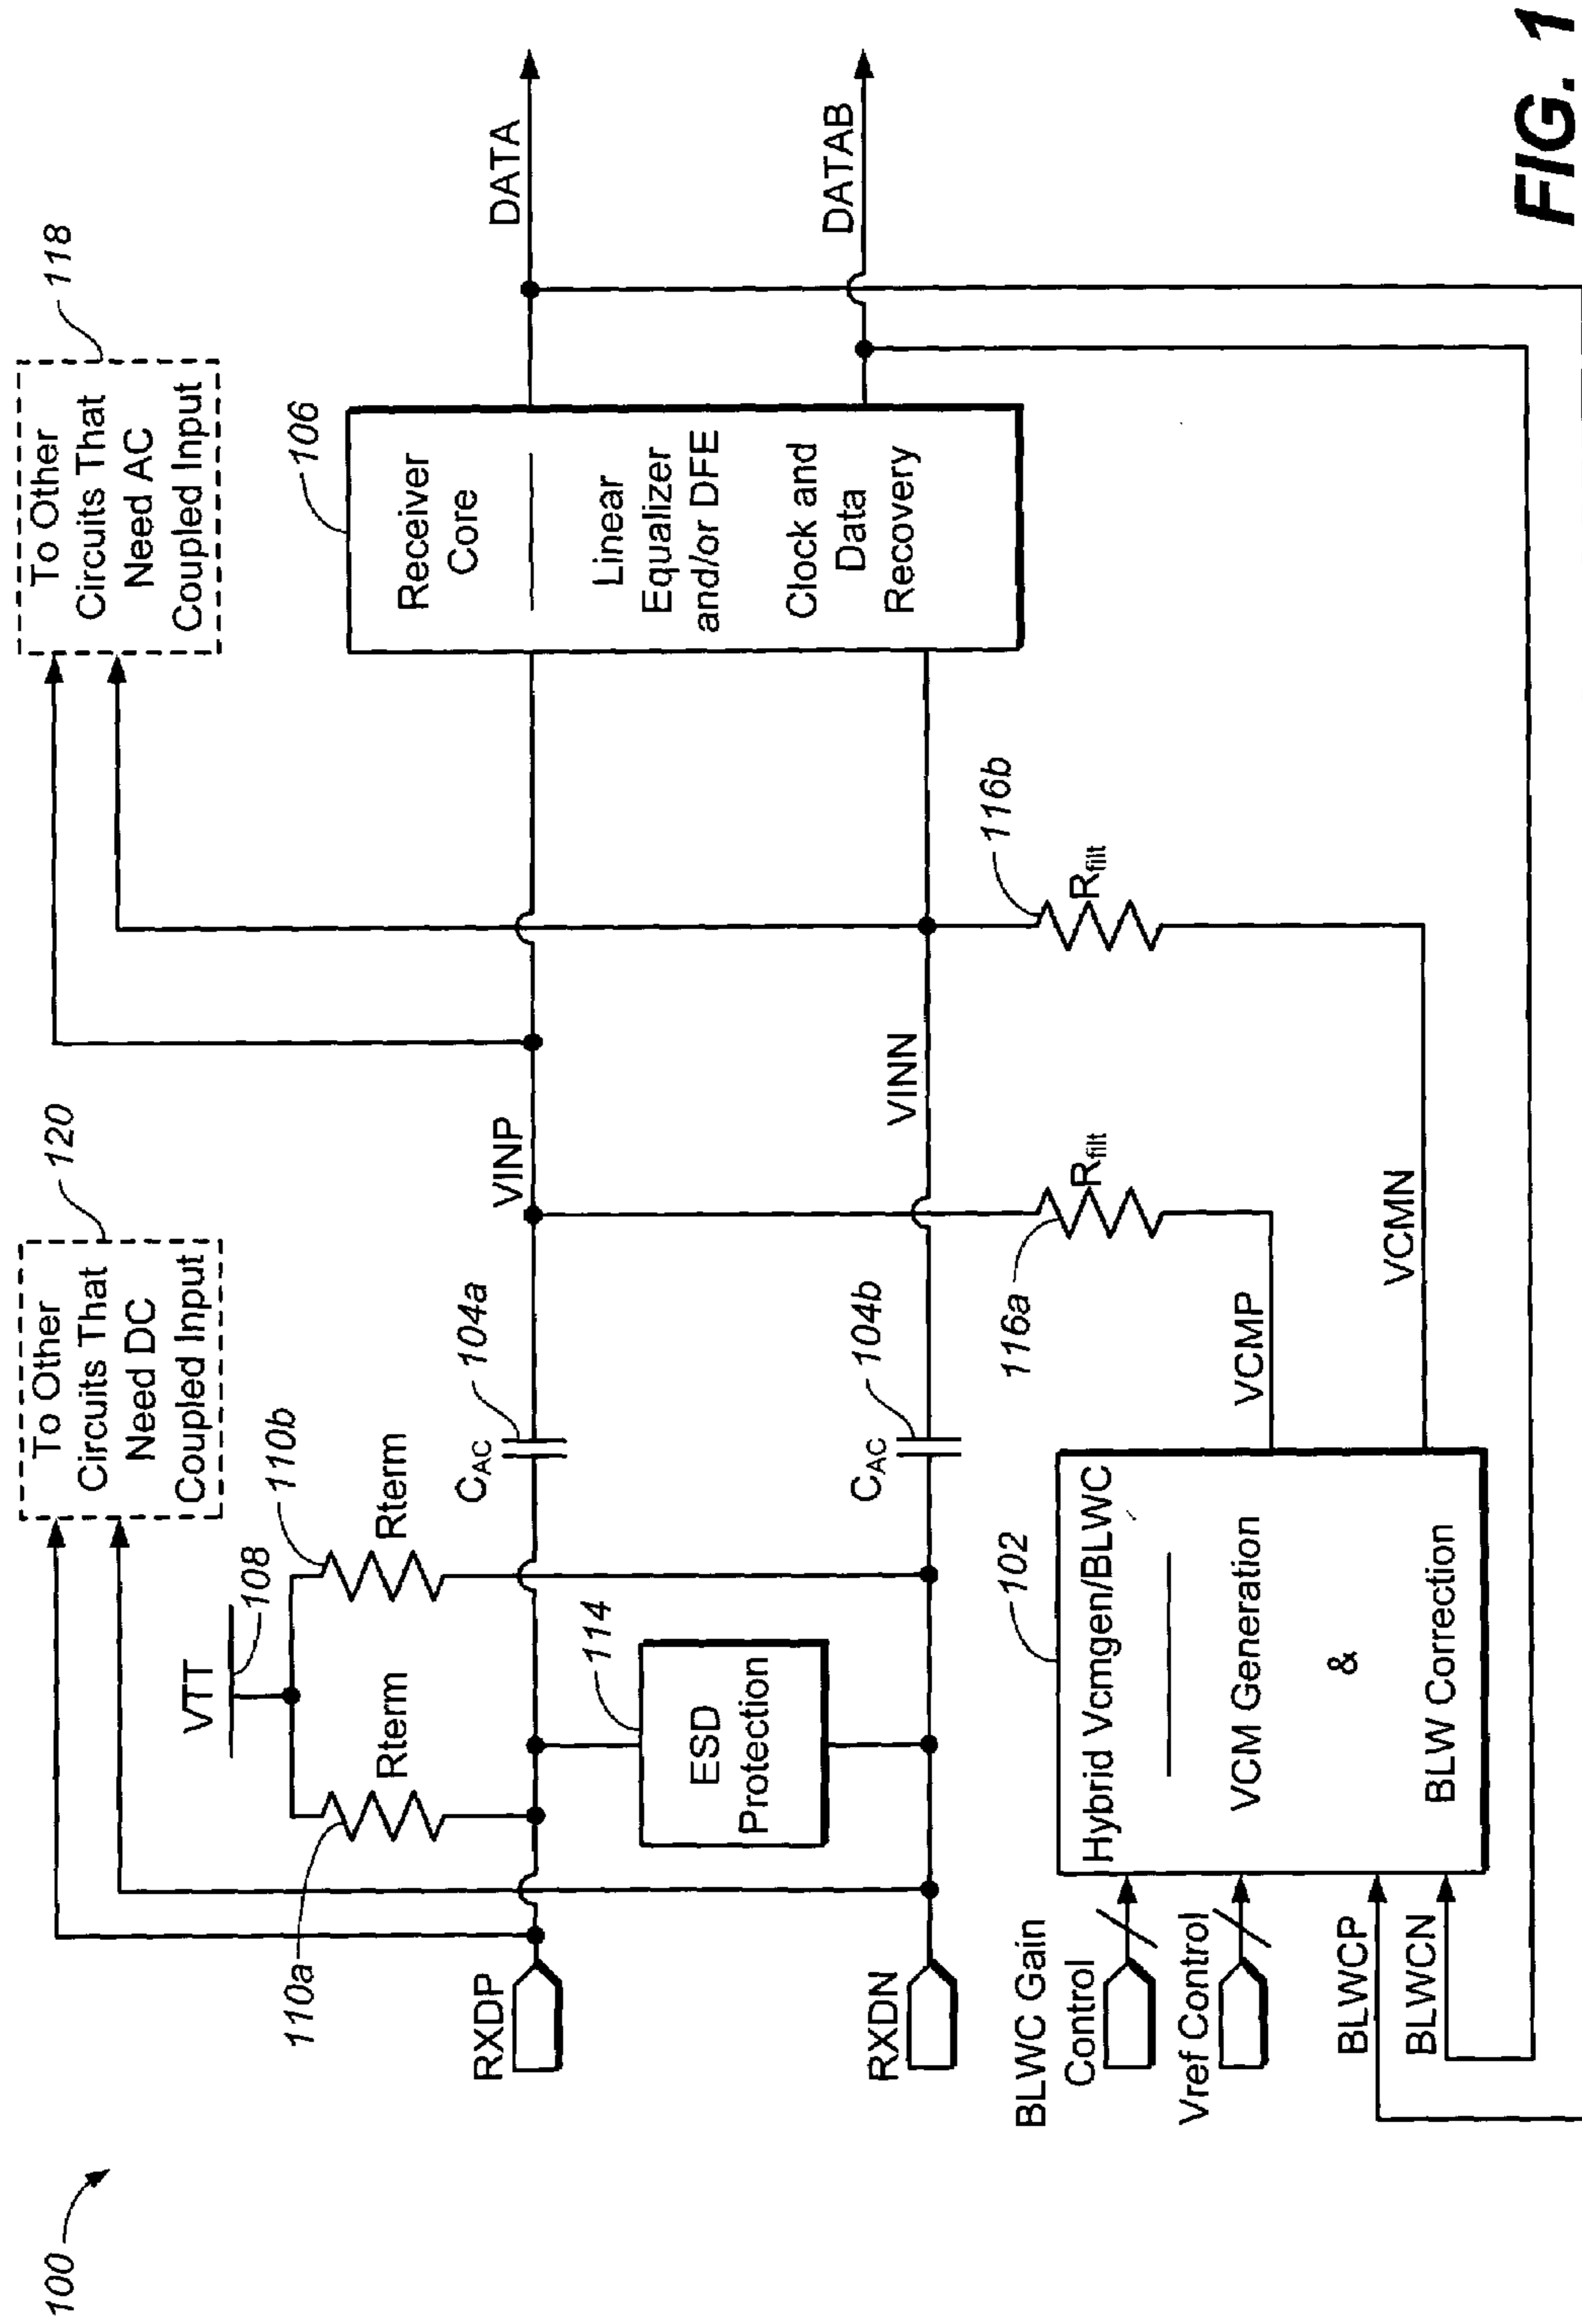 100
To Other
Circuits That
Need DC
Coupled Input
120
To Other
Circuits That
Need AC
Coupled Input
118
VTT
108
110a
Rterm
110b
Rterm
RXDP
RXDN
114
ESD
Protection
CAC
104a
CAC
104b
VINP
VINN
106
Receiver
Core
Linear
Equalizer
and/or DFE
Clock and
Data
Recovery
DATA
DATAB
116a
Rfilt
116b
Rfilt
VCMP
VCMN
102
Hybrid Vcmgen/BLWC
VCM Generation
&
BLW Correction
BLWC Gain
Control
Vref Control
BLWCP
BLWCN
FIG. 1